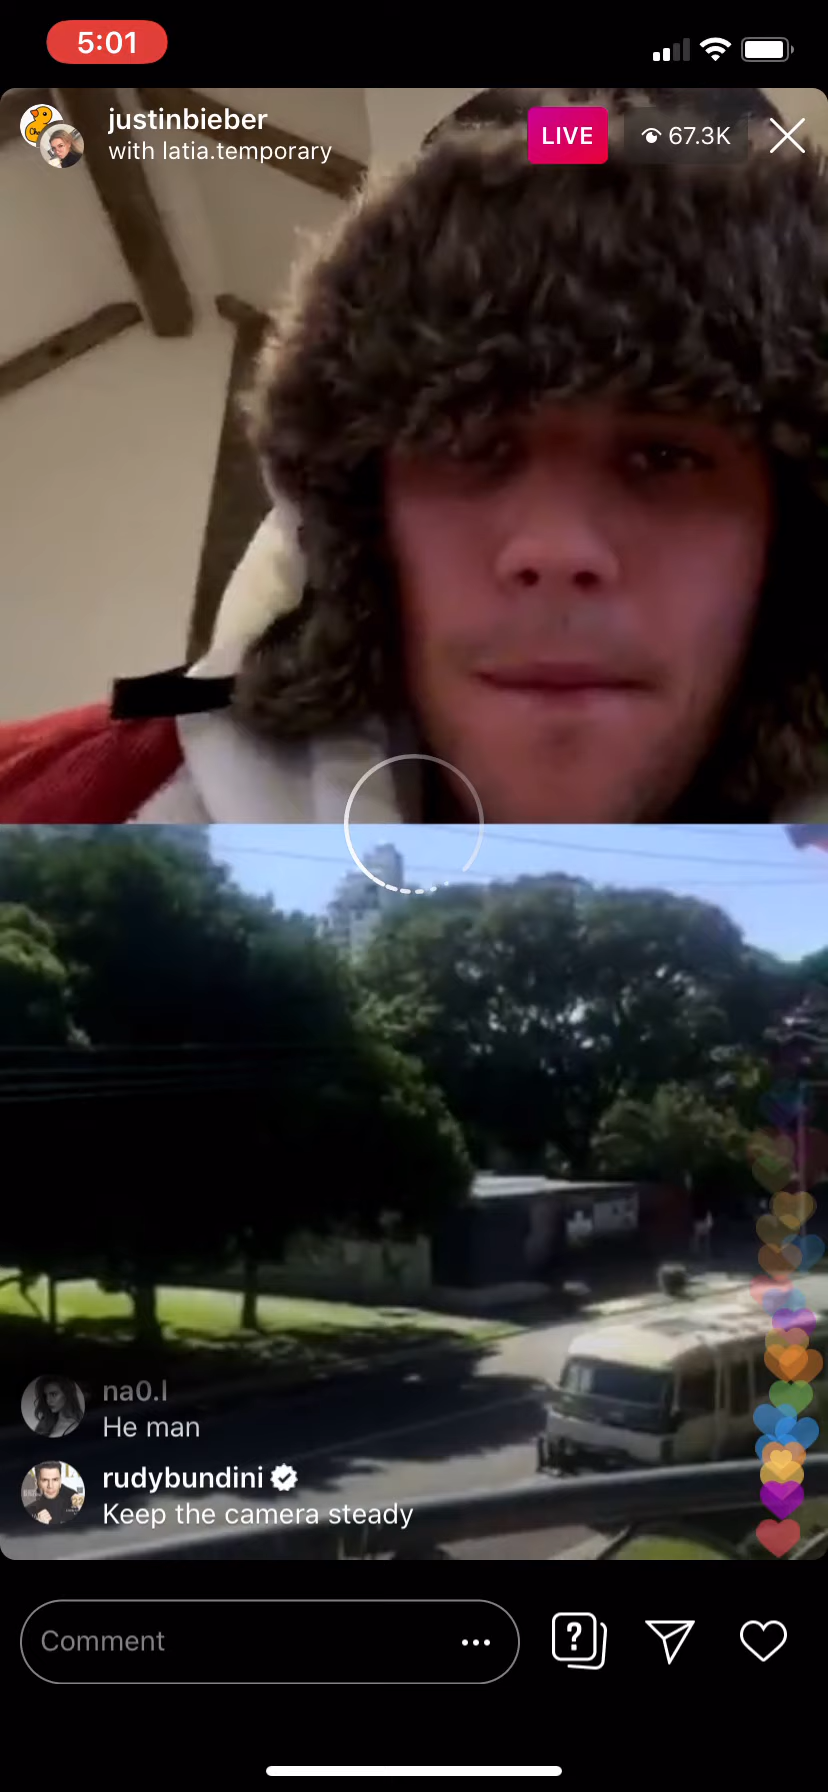 5:01
justinbieber
with latia.temporary
LIVE
67.3K
na0.l
He man
rudybundini
Keep the camera steady
Comment